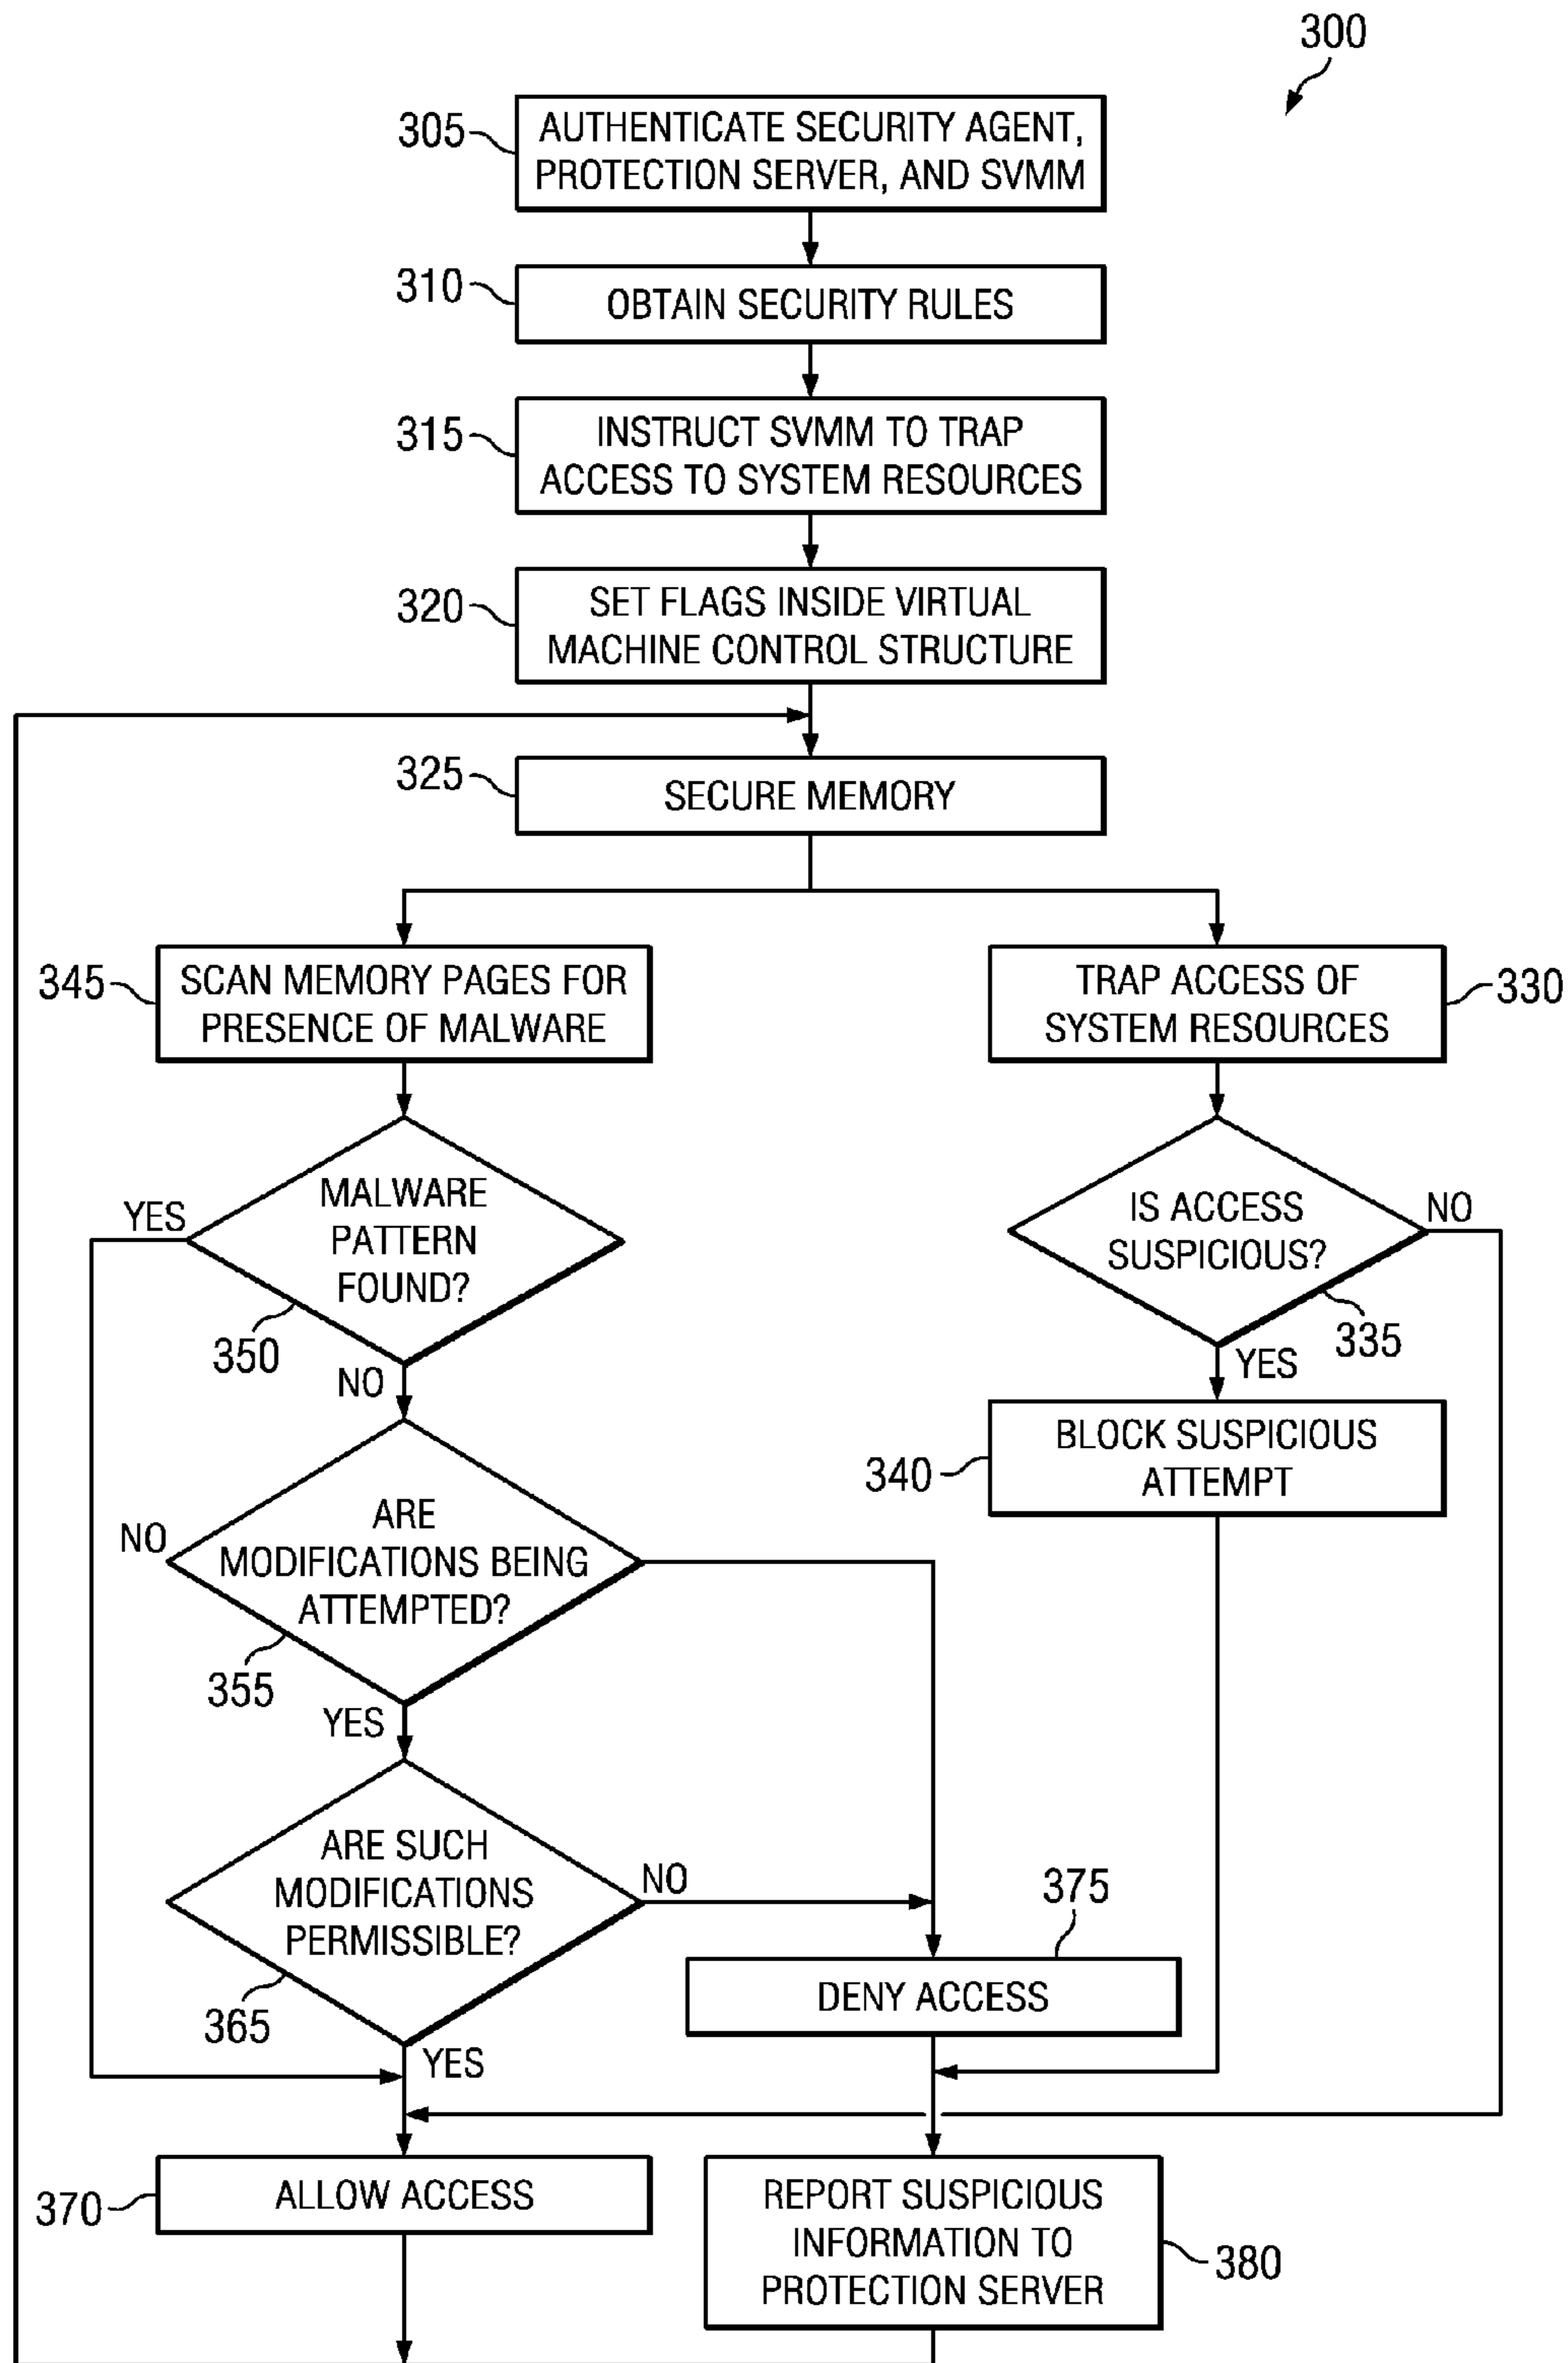 300
305
AUTHENTICATE SECURITY AGENT,
PROTECTION SERVER, AND SVMM
310
OBTAIN SECURITY RULES
315
INSTRUCT SVMM TO TRAP
ACCESS TO SYSTEM RESOURCES
320
SET FLAGS INSIDE VIRTUAL
MACHINE CONTROL STRUCTURE
325
SECURE MEMORY
345
SCAN MEMORY PAGES FOR
PRESENCE OF MALWARE
TRAP ACCESS OF
SYSTEM RESOURCES
330
YES
MALWARE
PATTERN
FOUND?
350
NO
IS ACCESS
SUSPICIOUS?
NO
335
YES
340
BLOCK SUSPICIOUS
ATTEMPT
NO
ARE
MODIFICATIONS BEING
ATTEMPTED?
355
YES
ARE SUCH
MODIFICATIONS
PERMISSIBLE?
NO
365
YES
375
DENY ACCESS
370
ALLOW ACCESS
REPORT SUSPICIOUS
INFORMATION TO
PROTECTION SERVER
380